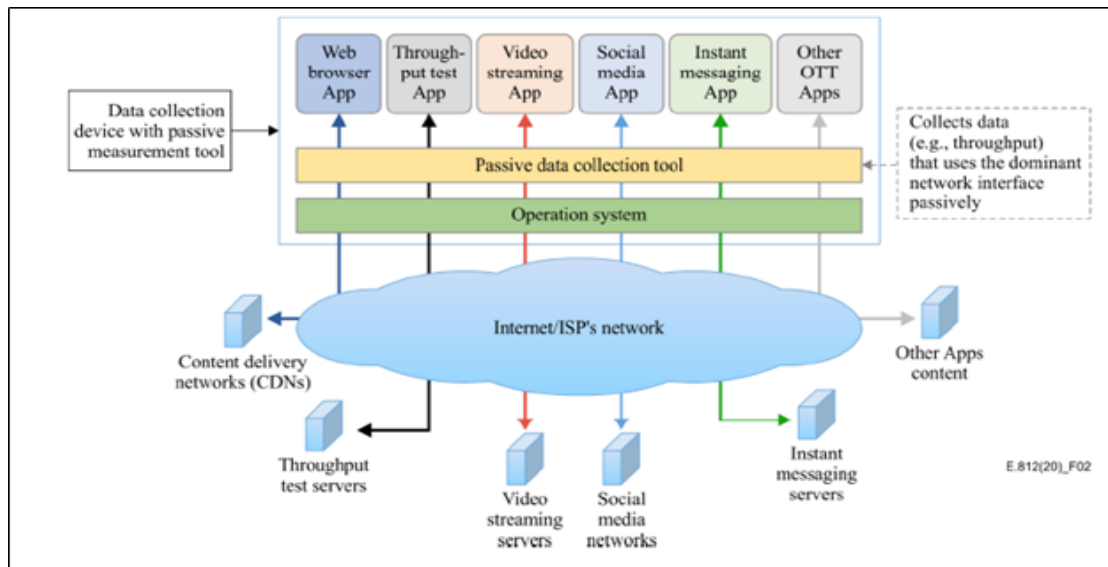 Web
browser
App
Through-
put test
App
Video
streaming
App
Social
media App
Instant
messaging
App
Other
OTT
Apps
Data collection
device with passive
measurement tool
Collects data
(e.g., throughput)
that uses the dominant
network interface
passively
Passive data collection tool
Operation system
Internet/ISP's network
Content delivery
networks (CDNs)
Other Apps
content
Throughput
test servers
Video
streaming
servers
Social
media
networks
Instant
messaging
servers
E.812(20)_F02